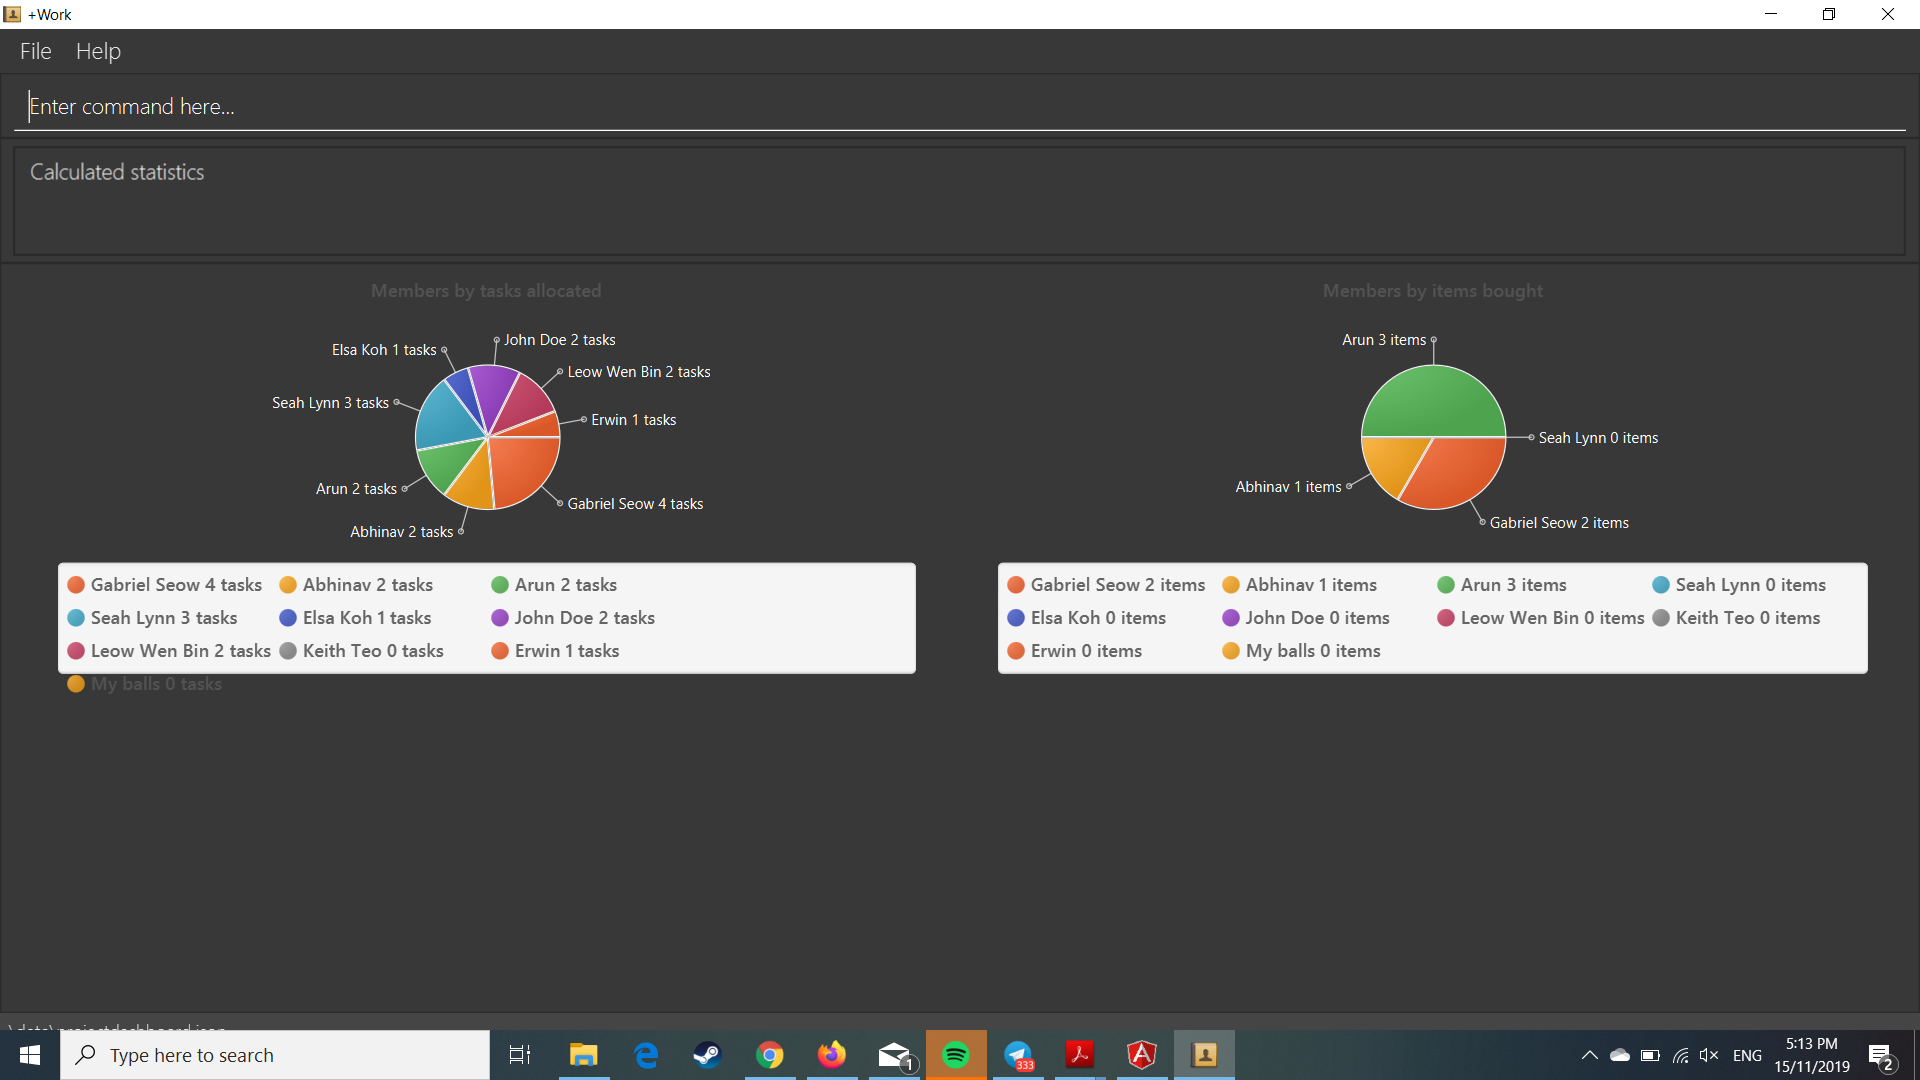 +Work
File Help
Enter command here...
Calculated statistics
Members by tasks allocated
John Doe 2 tasks
Elsa Koh 1 tasks
Leow Wen Bin 2 tasks
Seah Lynn 3 tasks
Erwin 1 tasks
Arun 2 tasks
Gabriel Seow 4 tasks
Abhinav 2 tasks
Gabriel Seow 4 tasks Abhinav 2 tasks Arun 2 tasks
Seah Lynn 3 tasks Elsa Koh 1 tasks John Doe 2 tasks
Leow Wen Bin 2 tasks Keith Teo 0 tasks Erwin 1 tasks
My balls 0 tasks
Members by items bought
Arun 3 items
Seah Lynn 0 items
Abhinav 1 items
Gabriel Seow 2 items
Gabriel Seow 2 items Abhinav 1 items Arun 3 items Seah Lynn 0 items
Elsa Koh 0 items John Doe 0 items Leow Wen Bin 0 items Keith Teo 0 items
Erwin 0 items My balls 0 items
Type here to search
1
333
ENG
5:13 PM
15/11/2019
2